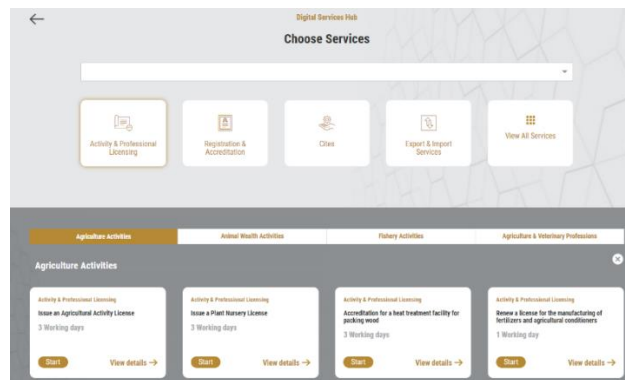 Digital Services Hub
Choose Services
Activity & Professional
Licensing
Registration &
Accreditation
Cites
Export & Import
Services
View All Services
Agriculture Activities
Animal Wealth Activities
Fishery Activities
Agriculture & Veterinary Professions
Agriculture Activities
Activity & Professional Licensing
Issue an Agricultural Activity License
3 Working days
Start
View details →
Activity & Professional Licensing
Issue a Plant Nursery License
3 Working days
Start
View details →
Activity & Professional Licensing
Accreditation for a heat treatment facility for
packing wood
3 Working days
Start
View details →
Activity & Professional Licensing
Renew a license for the manufacturing of
fertilizers and agricultural conditioners
1 Working day
Start
View details →